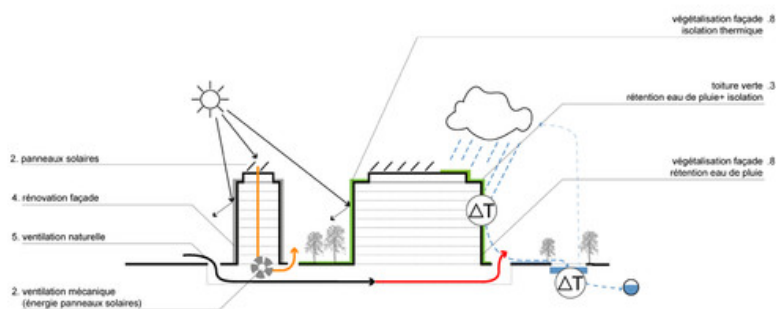 végétalisation façade .8
isolation thermique
toiture verte .3
rétention eau de pluie+ isolation
2. panneaux solaires
végétalisation façade .8
rétention eau de pluie
4. rénovation façade
ΔT
5. ventilation naturelle
2. ventilation mécanique
(énergie panneaux solaires)
ΔT